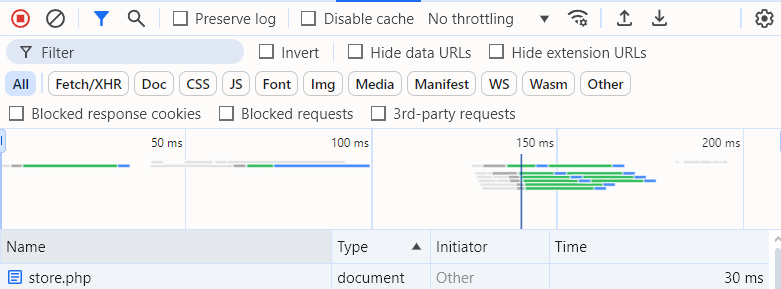 Preserve log Disable cache No throttling
Filter Invert Hide data URLs Hide extension URLs
All Fetch/XHR Doc CSS JS Font Img Media Manifest WS Wasm Other
Blocked response cookies Blocked requests 3rd-party requests
50 ms 100 ms 150 ms 200 ms
Name Type Initiator Time
store.php document Other 30 ms